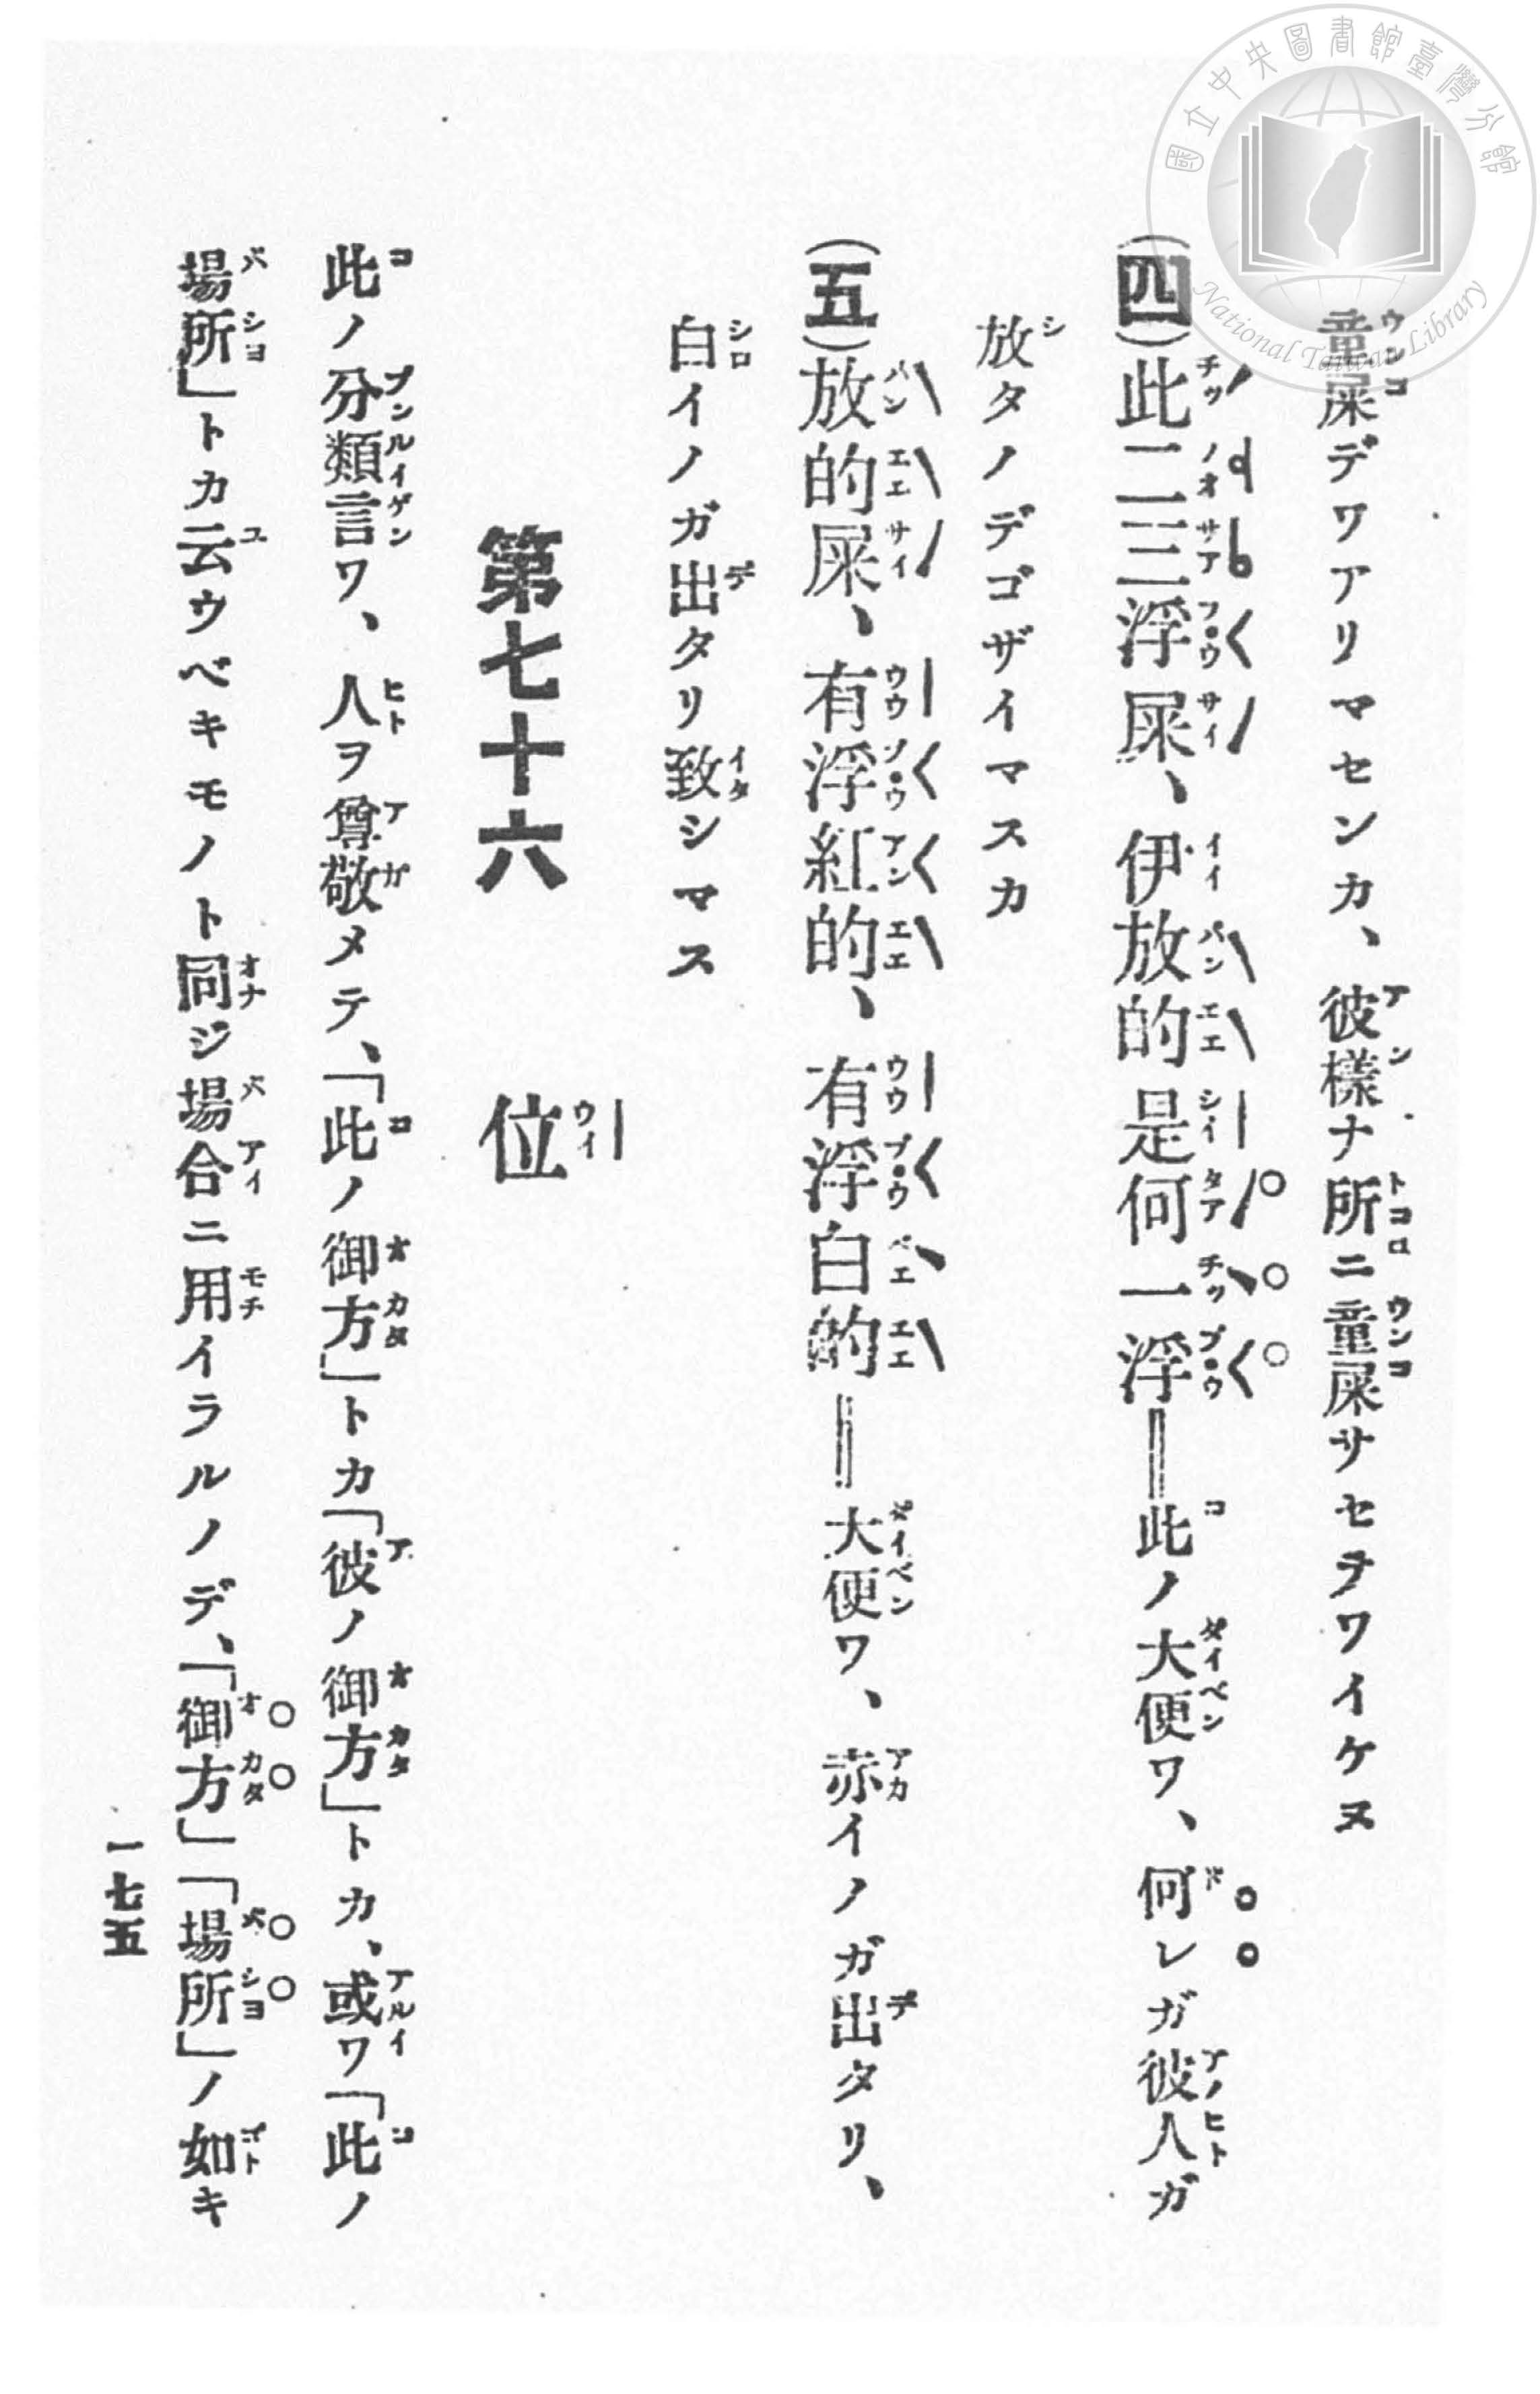 童屎デワアリマセンカ、彼樣ナ所ニ童屎サセヲワイケヌ
(四)此二三浮屎、伊放的是何一浮═此ノ大便ワ、何レガ彼人ガ
放タノデゴザイマスカ
(五)放的屎、有浮紅的、有浮白的═大便ワ、赤イノガ出タリ、
白イノガ出タリ致シマス
第七十六 位
此ノ分類言ワ、人ヲ尊敬メテ、「此ノ御方」トカ「彼ノ御方」トカ、或ワ「此ノ
場所」トカ云ウベキモノト同ジ場合ニ用イラルノデ、「御方」「場所」ノ如キ
一七五
國立中央圖書館臺灣分館
National Taiwan Library